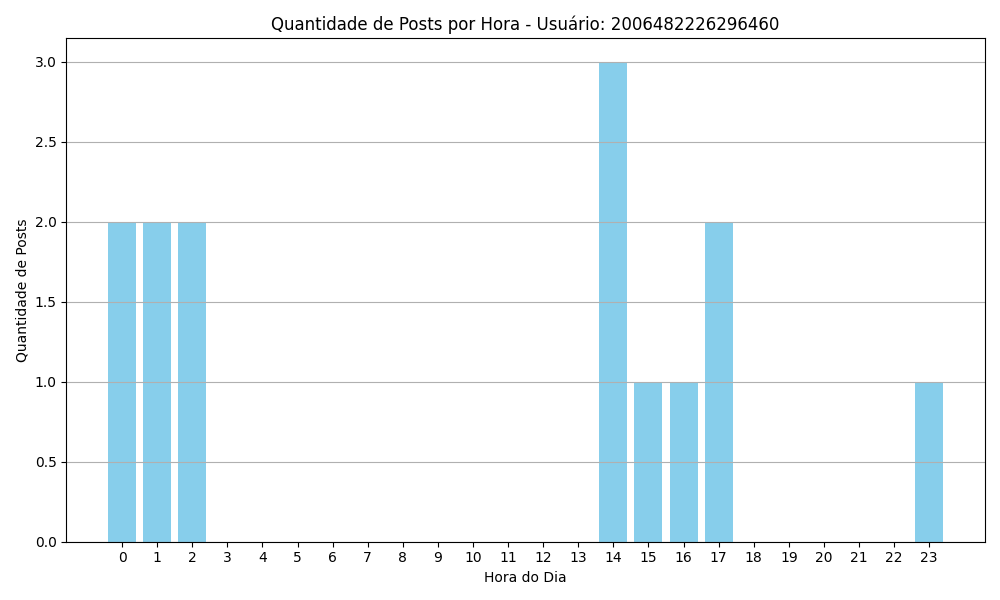 Quantidade de Posts por Hora - Usuário: 2006482226296460
Quantidade de Posts
3.0
2.5
2.0
1.5
1.0
0.5
0.0
0 1 2 3 4 5 6 7 8 9 10 11 12 13 14 15 16 17 18 19 20 21 22 23
Hora do Dia